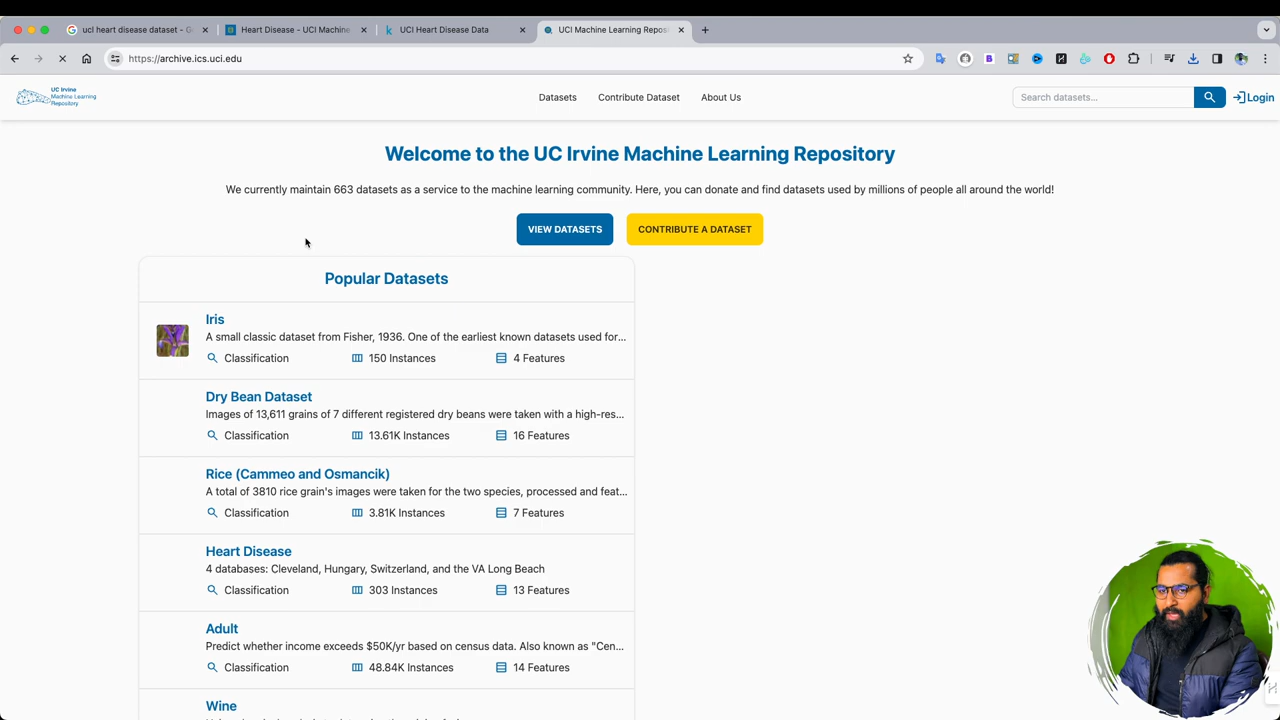 ucl heart disease dataset - G
Heart Disease - UCI Machine
UCI Heart Disease Data
UCI Machine Learning Reposi
https://archive.ics.uci.edu
UC Irvine
Machine Learning
Repository
Datasets
Contribute Dataset
About Us
Search datasets...
Login
Welcome to the UC Irvine Machine Learning Repository
We currently maintain 663 datasets as a service to the machine learning community. Here, you can donate and find datasets used by millions of people all around the world!
VIEW DATASETS
CONTRIBUTE A DATASET
Popular Datasets
Iris
A small classic dataset from Fisher, 1936. One of the earliest known datasets used for...
Classification
150 Instances
4 Features
Dry Bean Dataset
Images of 13,611 grains of 7 different registered dry beans were taken with a high-res...
Classification
13.61K Instances
16 Features
Rice (Cammeo and Osmancik)
A total of 3810 rice grain's images were taken for the two species, processed and feat...
Classification
3.81K Instances
7 Features
Heart Disease
4 databases: Cleveland, Hungary, Switzerland, and the VA Long Beach
Classification
303 Instances
13 Features
Adult
Predict whether income exceeds $50K/yr based on census data. Also known as "Cen...
Classification
48.84K Instances
14 Features
Wine